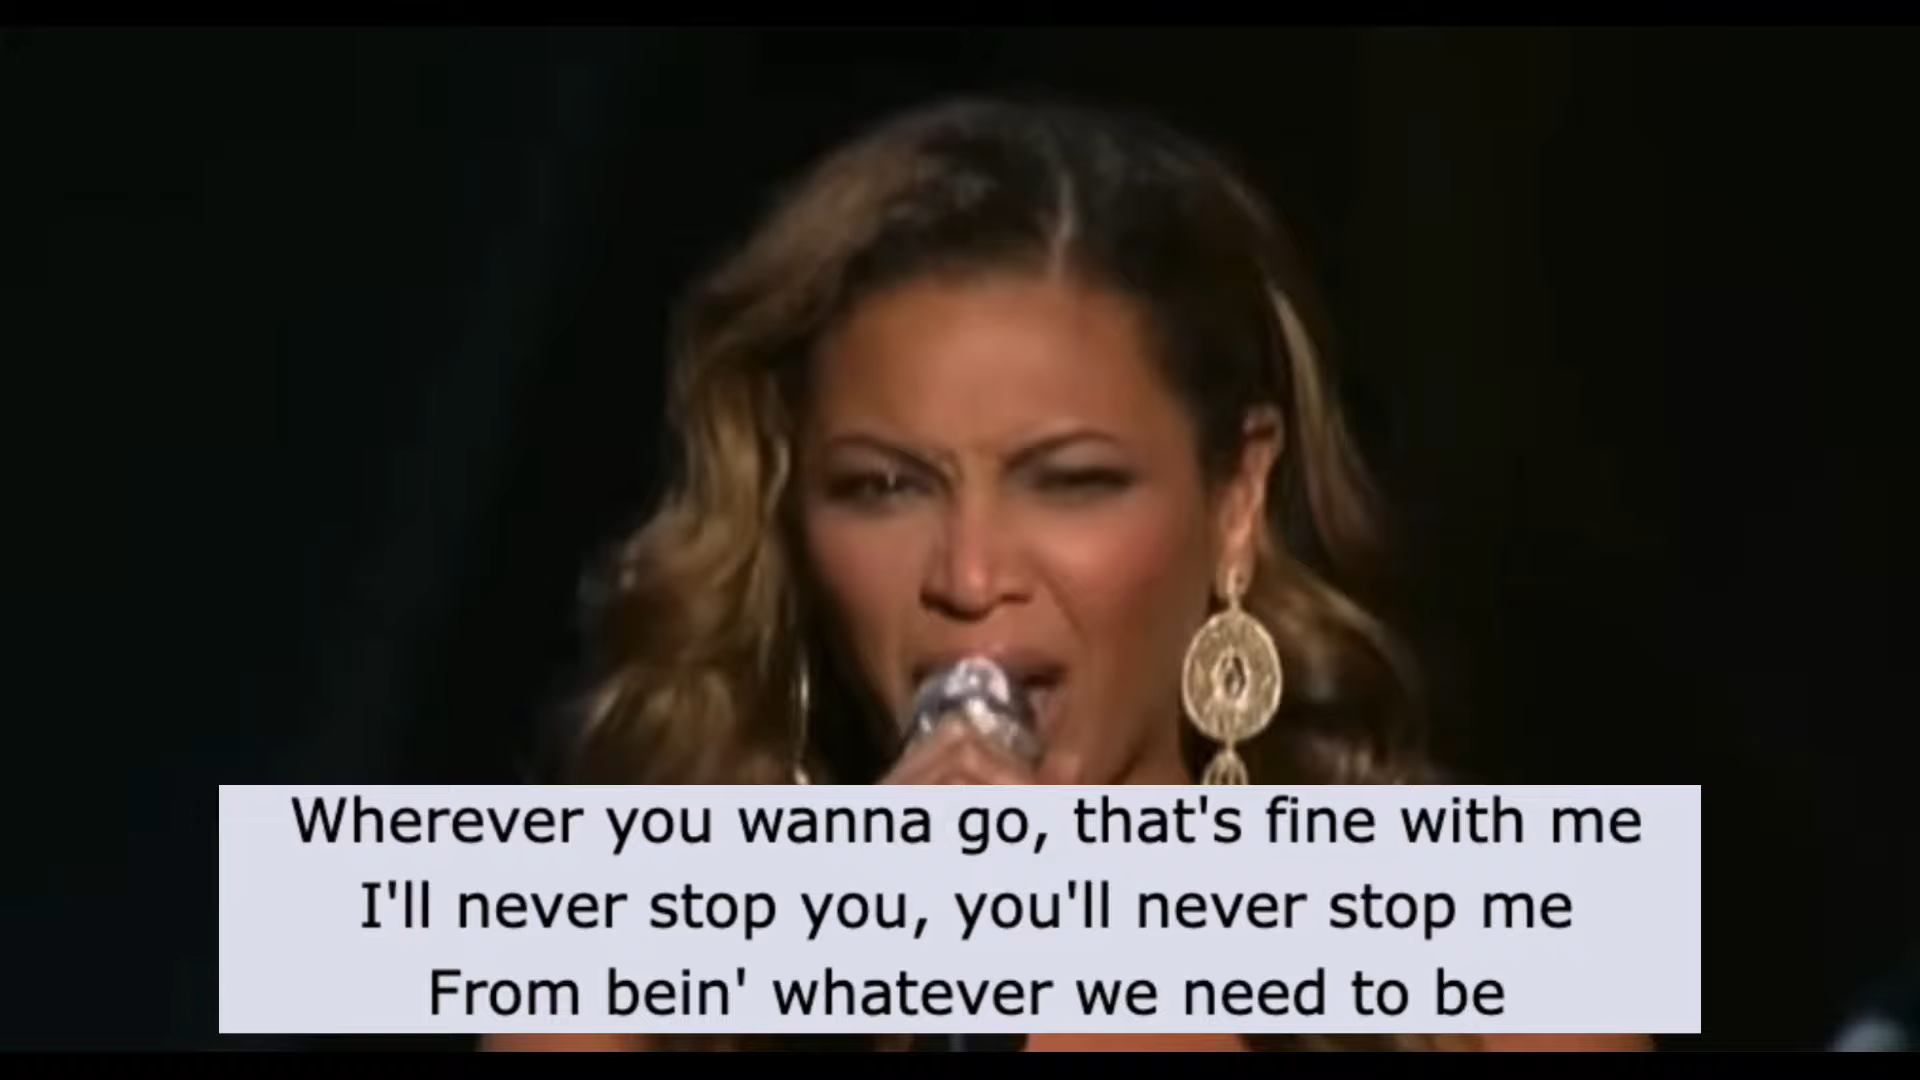 Wherever you wanna go, that's fine with me
I'll never stop you, you'll never stop me
From bein' whatever we need to be